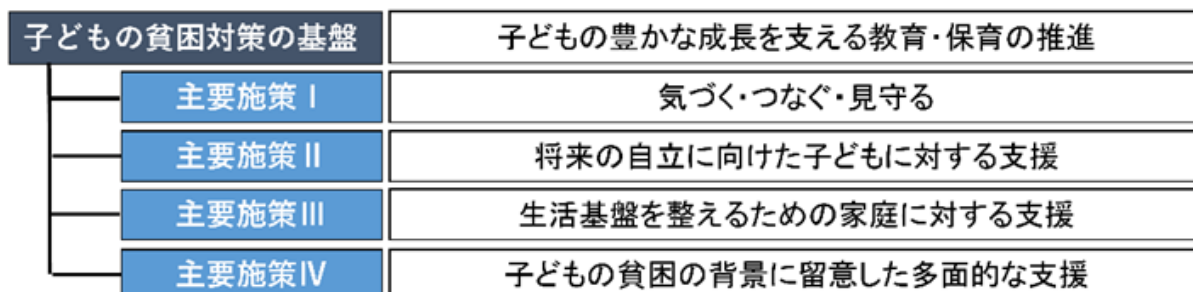 子どもの貧困対策の基盤 子どもの豊かな成長を支える教育・保育の推進
主要施策Ⅰ 気づく・つなぐ・見守る
主要施策Ⅱ 将来の自立に向けた子どもに対する支援
主要施策Ⅲ 生活基盤を整えるための家庭に対する支援
主要施策Ⅳ 子どもの貧困の背景に留意した多面的な支援